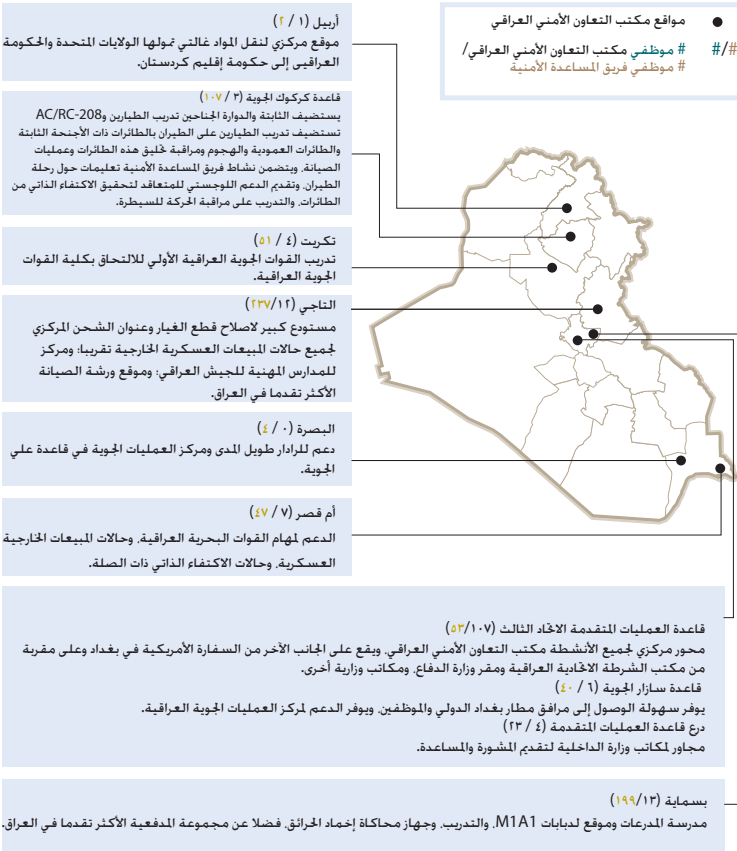 مواقع مكتب التعاون الأمني العراقي
#/# # موظفي مكتب التعاون الأمني العراقي/
# موظفي فريق المساعدة الأمنية
أربيل (١ / ٢)
موقع مركزي لنقل المواد غالتي تمولها الولايات المتحدة والحكومة
العراقيى إلى حكومة إقليم كردستان.
قاعدة كركوك الجوية (٣ / ١٠٧)
يستضيف الثابتة والدوارة الجناحين تدريب الطيارين وAC/RC-208
تستضيف تدريب الطيارين على الطيران بالطائرات ذات الأجنحة الثابتة
والطائرات العمودية والهجوم ومراقبة تحليق هذه الطائرات وعمليات
الصيانة، ويتضمن نشاط فريق المساعدة الأمنية تعليمات حول رحلة
الطيران، وتقديم الدعم اللوجستي للمتعاقد لتحقيق الاكتفاء الذاتي من
الطائرات، والتدريب على مراقبة الحركة للسيطرة.
تكريت (٤ / ٥١)
تدريب القوات الجوية العراقية الأولي للالتحاق بكلية القوات
الجوية العراقية.
التاجي (٢٣٧/١٢)
مستودع كبير لاصلاح قطع الغيار وعنوان الشحن المركزي
لجميع حالات المبيعات العسكرية الخارجية تقريبا؛ ومركز
للمدارس المهنية للجيش العراقي؛ وموقع ورشة الصيانة
الأكثر تقدما في العراق.
البصرة (٠ / ٤)
دعم للرادار طويل المدى ومركز العمليات الجوية في قاعدة علي
الجوية.
أم قصر (٧ / ٤٧)
الدعم لمهام القوات البحرية العراقية، وحالات المبيعات الخارجية
العسكرية، وحالات الاكتفاء الذاتي ذات الصلة.
قاعدة العمليات المتقدمة الاتحاد الثالث (٥٣/١٠٧)
محور مركزي لجميع الأنشطة مكتب التعاون الأمني العراقي، ويقع على الجانب الآخر من السفارة الأمريكية في بغداد وعلى مقربة
من مكتب الشرطة الاتحادية العراقية ومقر وزارة الدفاع، ومكاتب وزارية أخرى.
قاعدة سازار الجوية (٦ / ٤٠)
يوفر سهولة الوصول إلى مرافق مطار بغداد الدولي والموظفين، ويوفر الدعم لمركز العمليات الجوية العراقية.
درع قاعدة العمليات المتقدمة (٤ / ٢٣)
مجاور لمكاتب وزارة الداخلية لتقديم المشورة والمساعدة.
بسماية (١٩٩/١٣)
مدرسة المدرعات وموقع لدبابات M1A1، والتدريب، وجهاز محاكاة إخماد الحرائق، فضلا عن مجموعة المدفعية الأكثر تقدما في العراق.